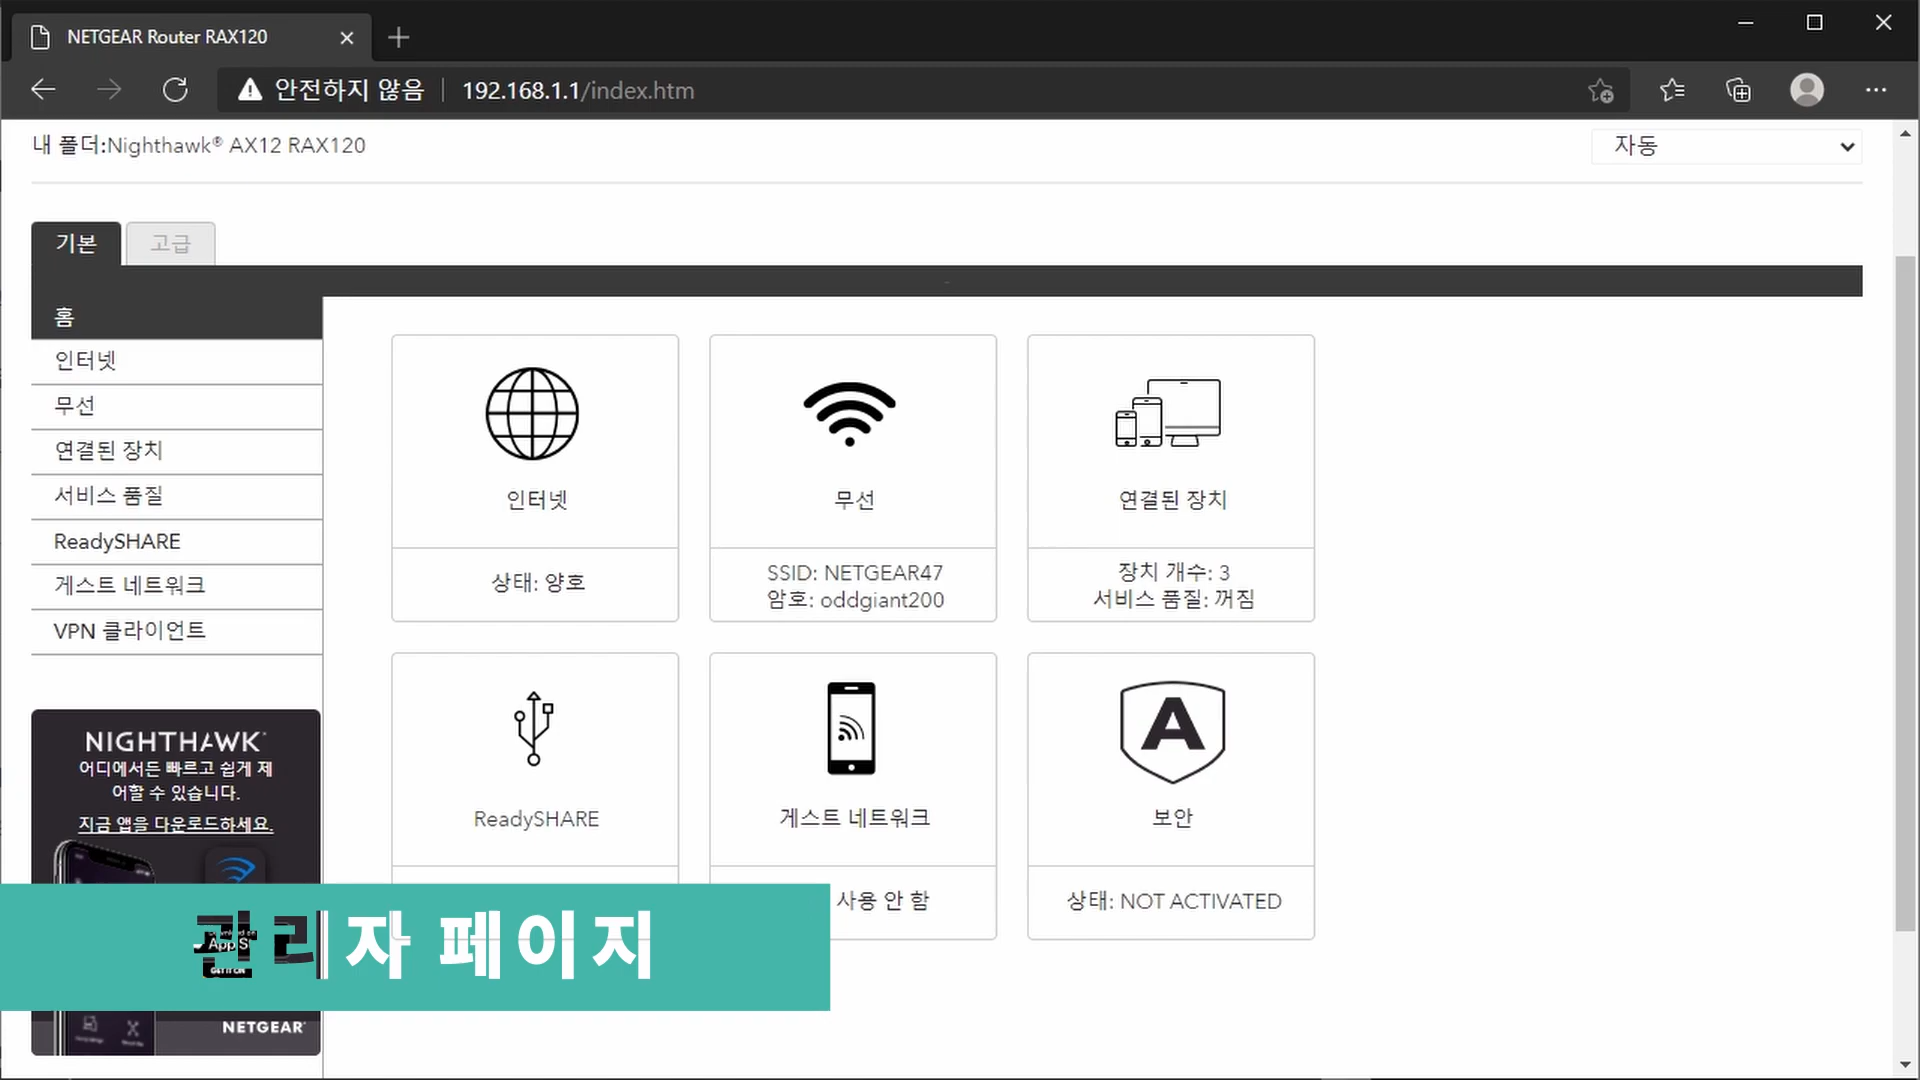 NETGEAR Router RAX120
안전하지 않음
192.168.1.1/index.htm
내 폴더:Nighthawk® AX12 RAX120
자동
기본
고급
홈
인터넷
무선
연결된 장치
서비스 품질
ReadySHARE
게스트 네트워크
VPN 클라이언트
인터넷
상태: 양호
무선
SSID: NETGEAR47
암호: oddgiant200
연결된 장치
장치 개수: 3
서비스 품질: 꺼짐
ReadySHARE
게스트 네트워크
사용 안 함
보안
상태: NOT ACTIVATED
NIGHTHAWK
어디에서든 빠르고 쉽게 제
어할 수 있습니다.
지금 앱을 다운로드하세요.
관리자 페이지
App S
GET IT ON
NETGEAR